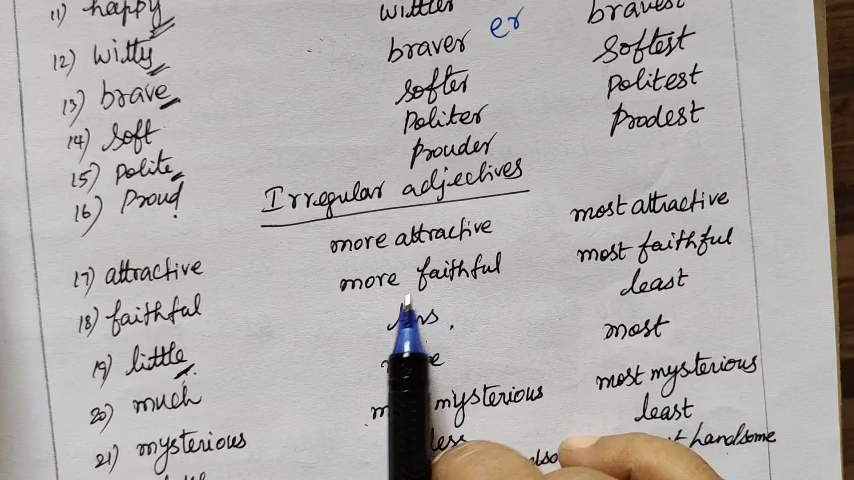 11) happy wittier bravest
12) witty braver er softest
13) brave softer politest
14) soft politer prodest
15) polite prouder
16) Proud Irregular adjectives
17) attractive more attractive most attractive
18) faithful more faithful most faithful
19) little least
20) much most
21) mysterious mysterious most mysterious
less least
handsome